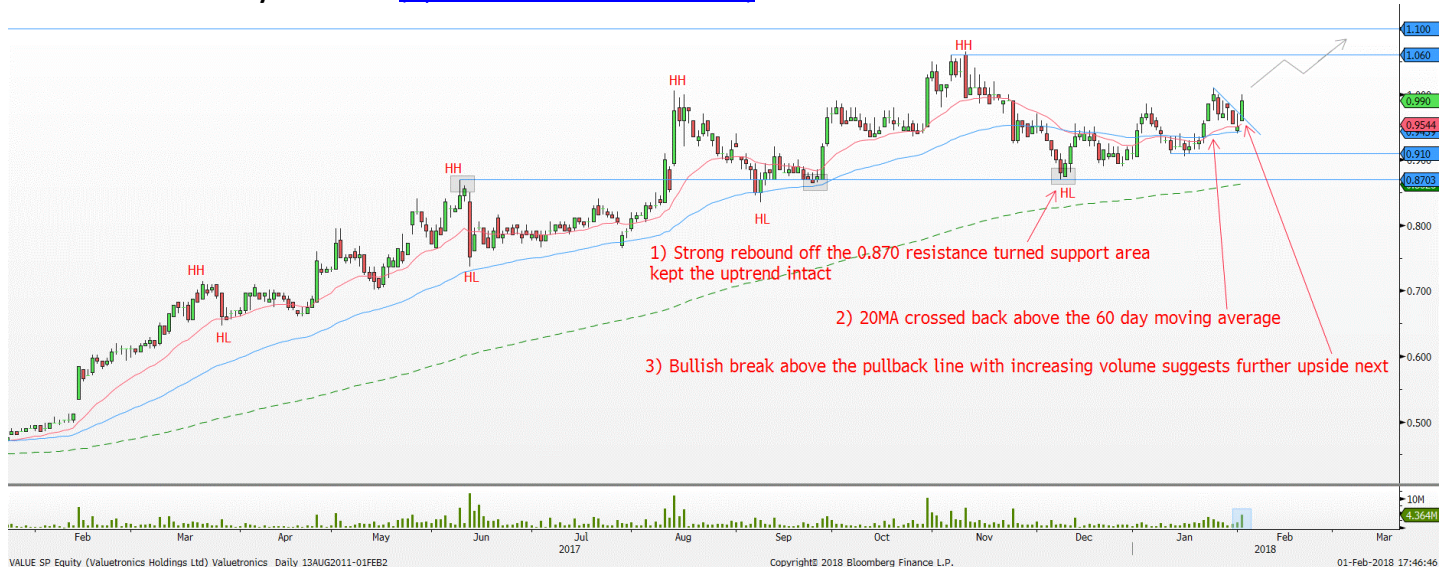 1.100
HH
1.060
HH
0.990
0.9544
0.910
HH
0.8703
HL
HL
0.800
1) Strong rebound off the 0.870 resistance turned support area
kept the uptrend intact
HH
HL
0.700
2) 20MA crossed back above the 60 day moving average
HL
0.600
3) Bullish break above the pullback line with increasing volume suggests further upside next
0.500
10M
4.364M
Feb Mar Apr May Jun Jul Aug Sep Oct Nov Dec Jan Feb Mar
2017 2018
VALUE SP Equity (Valuetronics Holdings Ltd) Valuetronics Daily 13AUG2011-01FEB2 Copyright© 2018 Bloomberg Finance L.P. 01-Feb-2018 17:46:46